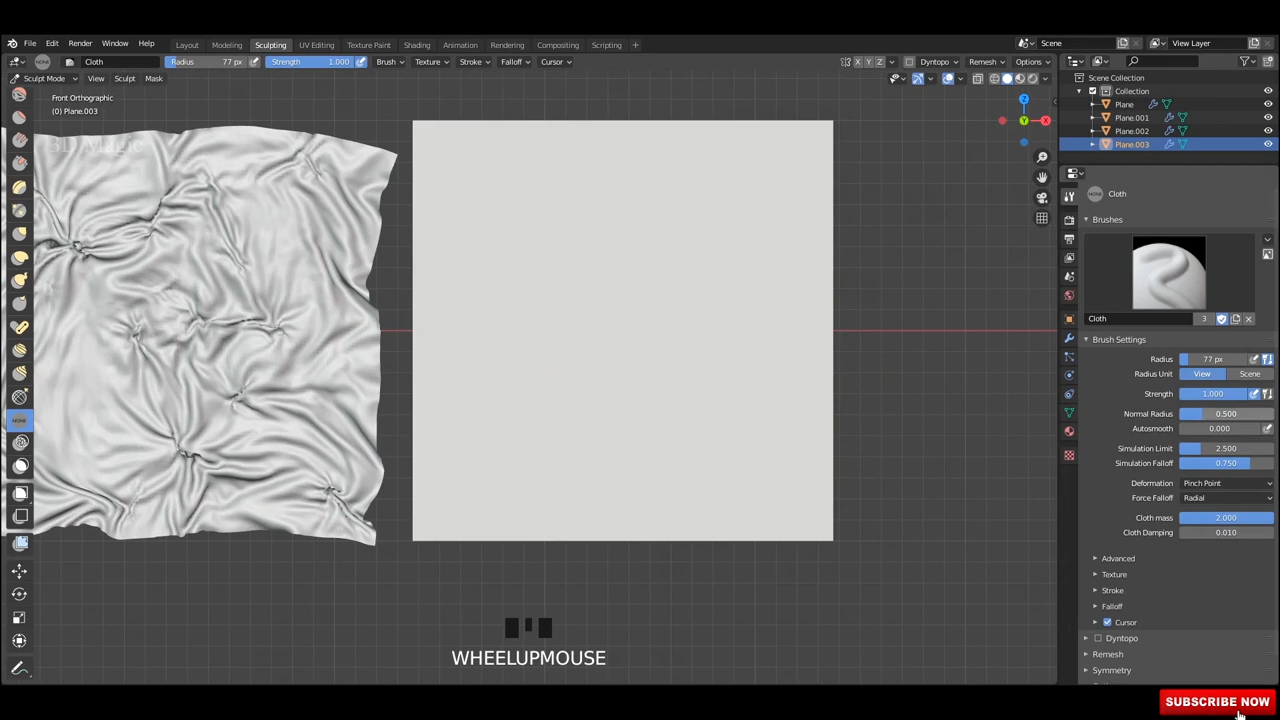 File Edit Render Window Help Layout Modeling Sculpting UV Editing Texture Paint Shading Animation Rendering Compositing Scripting + Scene View Layer
Cloth Radius 77 px Strength 1.000 Brush Texture Stroke Falloff Cursor X Y Z Dyntopo Remesh Options
Sculpt Mode View Sculpt Mask
Scene Collection
Collection
Plane
Plane.001
Plane.002
Plane.003
Front Orthographic
(0) Plane.003
3D Magic
Z
Y
X
NONE
NONE Cloth
Brushes
Cloth 3
Brush Settings
Radius 77 px
Radius Unit View Scene
Strength 1.000
Normal Radius 0.500
Autosmooth 0.000
Simulation Limit 2.500
Simulation Falloff 0.750
Deformation Pinch Point
Force Falloff Radial
Cloth mass 2.000
Cloth Damping 0.010
Advanced
Texture
Stroke
Falloff
Cursor
Dyntopo
Remesh
Symmetry
WHEELUPMOUSE
SUBSCRIBE NOW